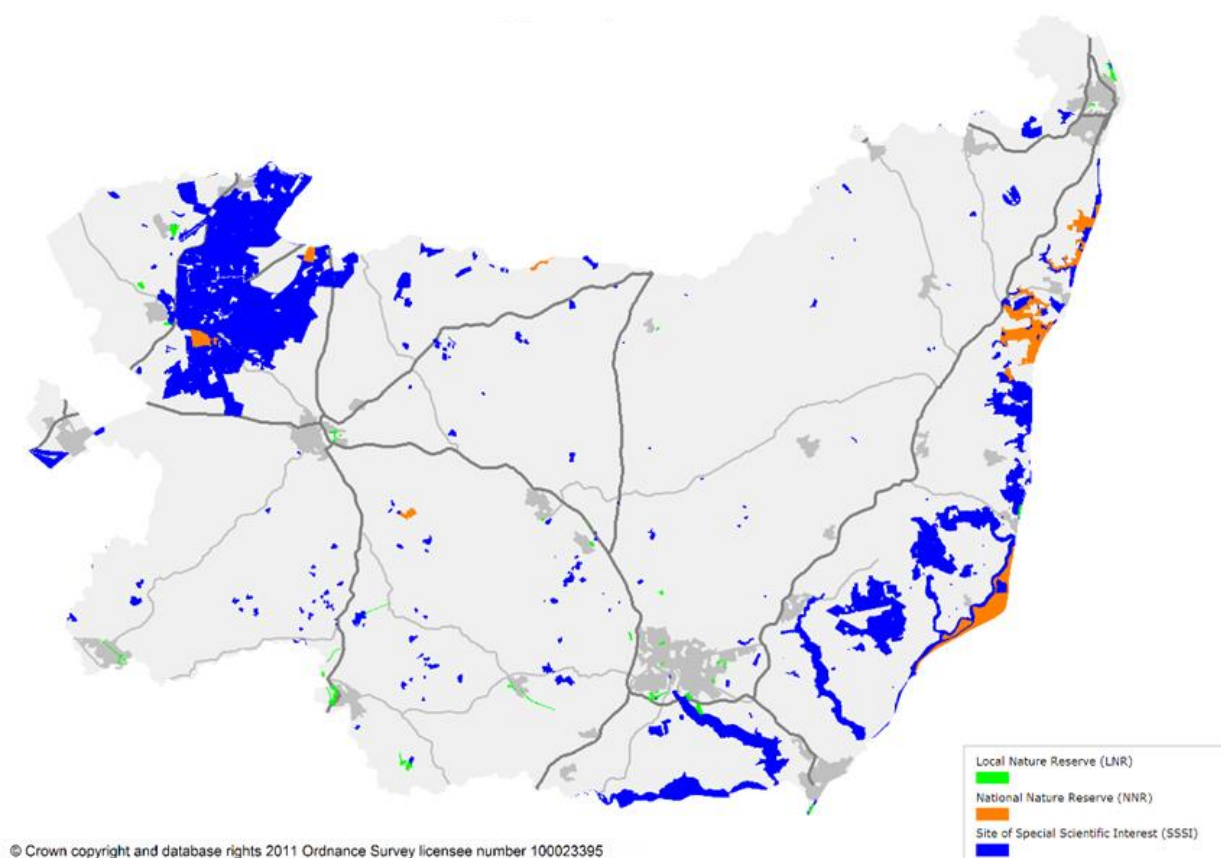 Local Nature Reserve (LNR)
National Nature Reserve (NNR)
Site of Special Scientific Interest (SSSI)
© Crown copyright and database rights 2011 Ordnance Survey licensee number 100023395